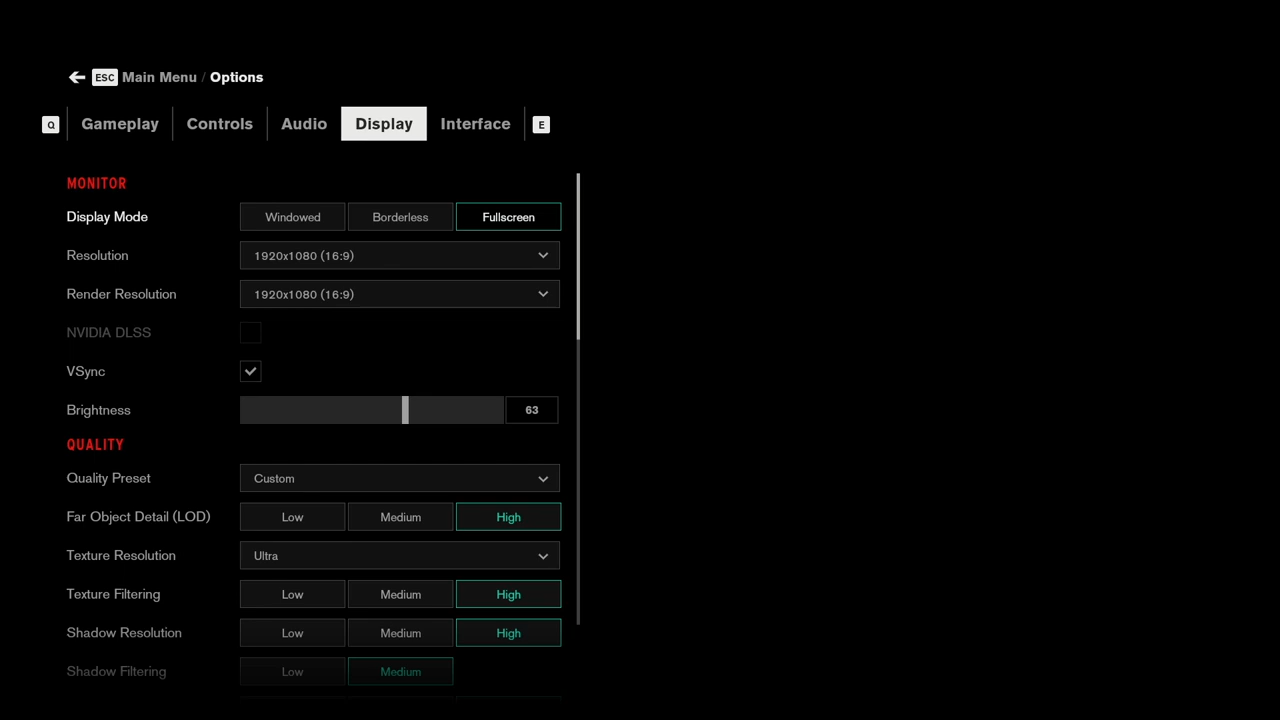 ESC Main Menu / Options
Q Gameplay Controls Audio Display Interface E
MONITOR
Display Mode Windowed Borderless Fullscreen
Resolution 1920x1080 (16:9)
Render Resolution 1920x1080 (16:9)
NVIDIA DLSS
VSync
Brightness 63
QUALITY
Quality Preset Custom
Far Object Detail (LOD) Low Medium High
Texture Resolution Ultra
Texture Filtering Low Medium High
Shadow Resolution Low Medium High
Shadow Filtering Low Medium